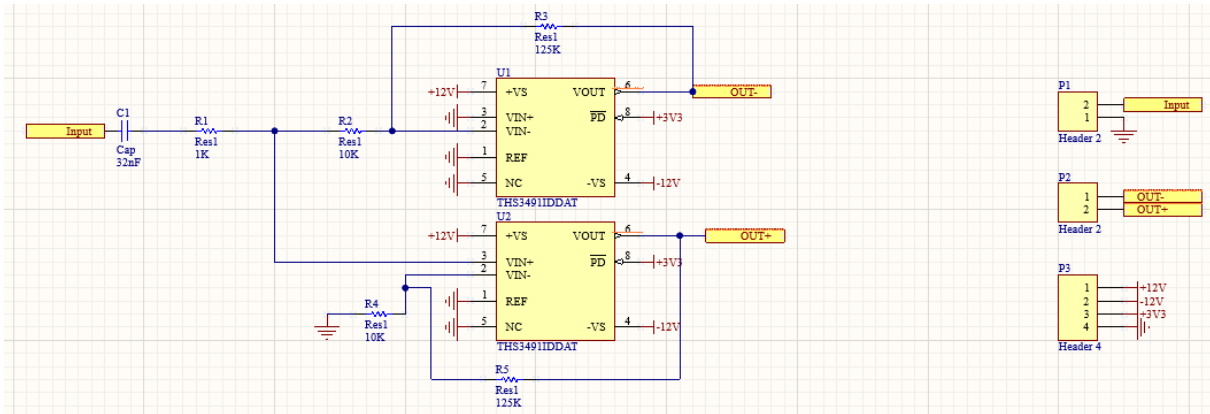 R3
Res1
125K
U1
+12V
7
+VS
VOUT
6
OUT-
3
VIN+
PD
8
+3V3
2
VIN-
1
REF
5
NC
-VS
4
-12V
THS3491IDDAT
Input
C1
Cap
32nF
R1
Res1
1K
R2
Res1
10K
U2
+12V
7
+VS
VOUT
6
OUT+
3
VIN+
PD
8
+3V3
2
VIN-
1
REF
5
NC
-VS
4
-12V
THS3491IDDAT
R4
Res1
10K
R5
Res1
125K
P1
2
Input
1
Header 2
P2
1
OUT-
2
OUT+
Header 2
P3
1
+12V
2
-12V
3
+3V3
4
Header 4